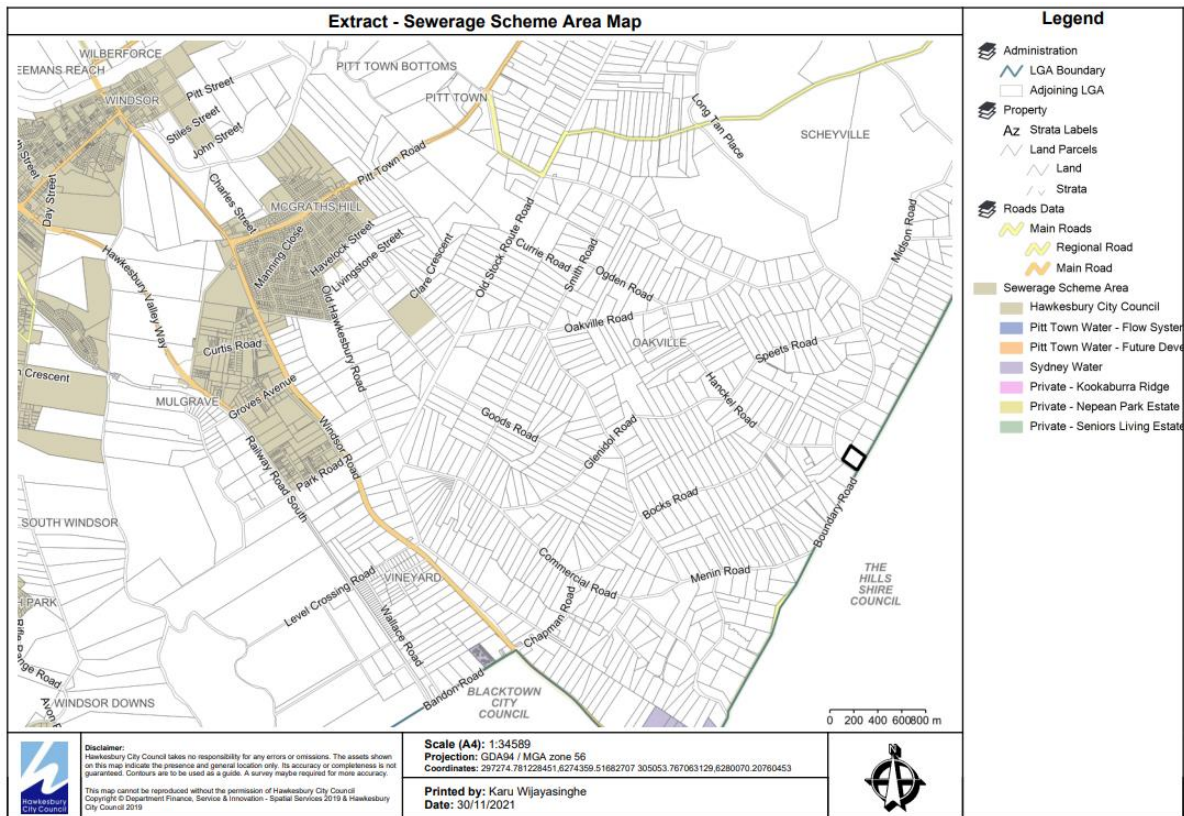 Extract - Sewerage Scheme Area Map
WILBERFORCE
EEMANS REACH
PITT TOWN BOTTOMS
WINDSOR
Pitt Street
PITT TOWN
Stiles Street
John Street
Long Tan Place
SCHEYVILLE
Pitt Town Road
Day Street
Charles Street
MCGRATHS HILL
Manning Close
Havelock Street
Livingstone Street
Clare Crescent
Old Stock Route Road
Currie Road
Smith Road
Ogden Road
Midson Road
Hawkesbury Valley Way
Old Hawkesbury Road
Oakville Road
OAKVILLE
Speets Road
Curtis Road
n Crescent
MULGRAVE
Groves Avenue
Hanckel Road
Goods Road
Glenidol Road
Windsor Road
Railway Road South
Park Road
Bocks Road
Boundary Road
SOUTH WINDSOR
Commercial Road
Menin Road
THE
HILLS
SHIRE
COUNCIL
VINEYARD
Level Crossing Road
H PARK
Wallace Road
Chapman Road
Bandon Road
BLACKTOWN
CITY
COUNCIL
WINDSOR DOWNS
0 200 400 600800 m
Legend
Administration
LGA Boundary
Adjoining LGA
Property
Az Strata Labels
Land Parcels
Land
Strata
Roads Data
Main Roads
Regional Road
Main Road
Sewerage Scheme Area
Hawkesbury City Council
Pitt Town Water - Flow System
Pitt Town Water - Future Deve
Sydney Water
Private - Kookaburra Ridge
Private - Nepean Park Estate
Private - Seniors Living Estate
Hawkesbury
City Council
Disclaimer:
Hawkesbury City Council takes no responsibility for any errors or omissions. The assets shown
on this map indicate the presence and general location only. Its accuracy or completeness is not
guaranteed. Contours are to be used as a guide. A survey maybe required for more accuracy.
This map cannot be reproduced without the permission of Hawkesbury City Council
Copyright © Department Finance, Service & Innovation - Spatial Services 2019 & Hawkesbury
City Council 2019
Scale (A4): 1:34589
Projection: GDA94 / MGA zone 56
Coordinates: 297274.781228451,6274359.51682707 305053.767063129,6280070.20760453
Printed by: Karu Wijayasinghe
Date: 30/11/2021